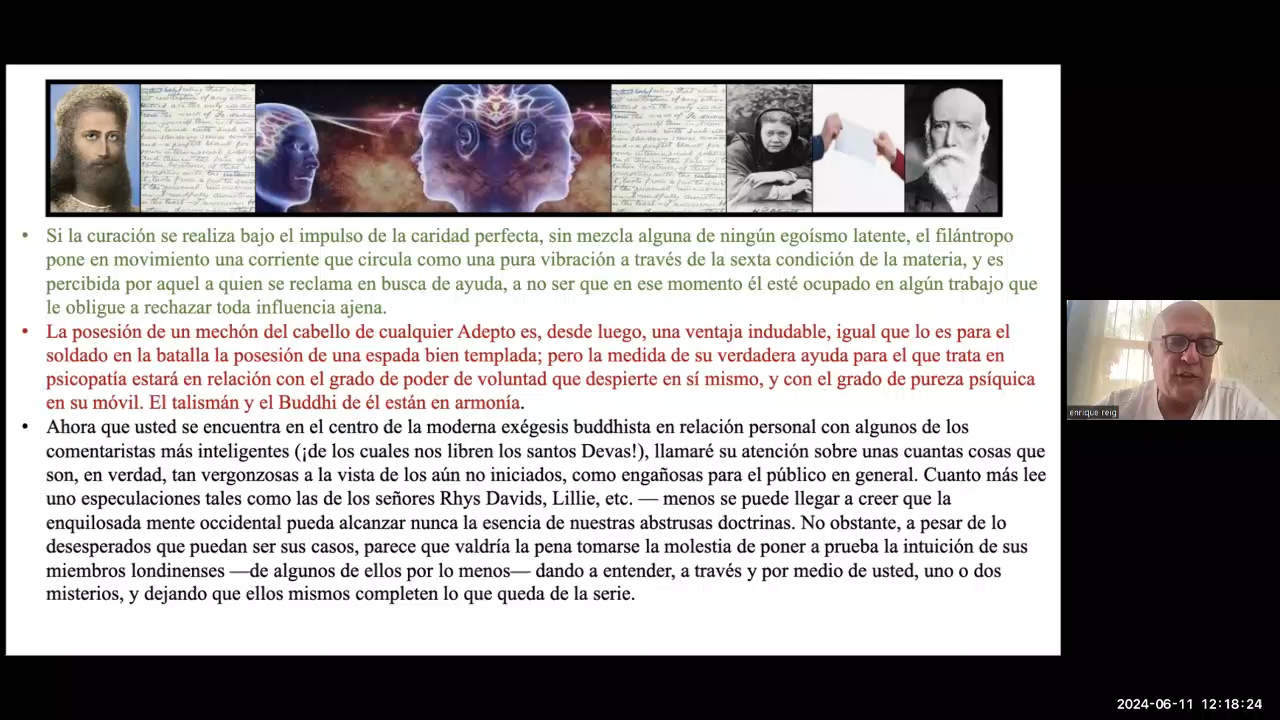 • Si la curación se realiza bajo el impulso de la caridad perfecta, sin mezcla alguna de ningún egoísmo latente, el filántropo
pone en movimiento una corriente que circula como una pura vibración a través de la sexta condición de la materia, y es
percibida por aquel a quien se reclama en busca de ayuda, a no ser que en ese momento él esté ocupado en algún trabajo que
le obligue a rechazar toda influencia ajena.
• La posesión de un mechón del cabello de cualquier Adepto es, desde luego, una ventaja indudable, igual que lo es para el
soldado en la batalla la posesión de una espada bien templada; pero la medida de su verdadera ayuda para el que trata en
psicopatía estará en relación con el grado de poder de voluntad que despierte en sí mismo, y con el grado de pureza psíquica
en su móvil. El talismán y el Buddhi de él están en armonía.
• Ahora que usted se encuentra en el centro de la moderna exégesis buddhista en relación personal con algunos de los
comentaristas más inteligentes (¡de los cuales nos libren los santos Devas!), llamaré su atención sobre unas cuantas cosas que
son, en verdad, tan vergonzosas a la vista de los aún no iniciados, como engañosas para el público en general. Cuanto más lee
uno especulaciones tales como las de los señores Rhys Davids, Lillie, etc. — menos se puede llegar a creer que la
enquilosada mente occidental pueda alcanzar nunca la esencia de nuestras abstrusas doctrinas. No obstante, a pesar de lo
desesperados que puedan ser sus casos, parece que valdría la pena tomarse la molestia de poner a prueba la intuición de sus
miembros londinenses —de algunos de ellos por lo menos— dando a entender, a través y por medio de usted, uno o dos
misterios, y dejando que ellos mismos completen lo que queda de la serie.
enrique reig
2024-06-11 12:18:24